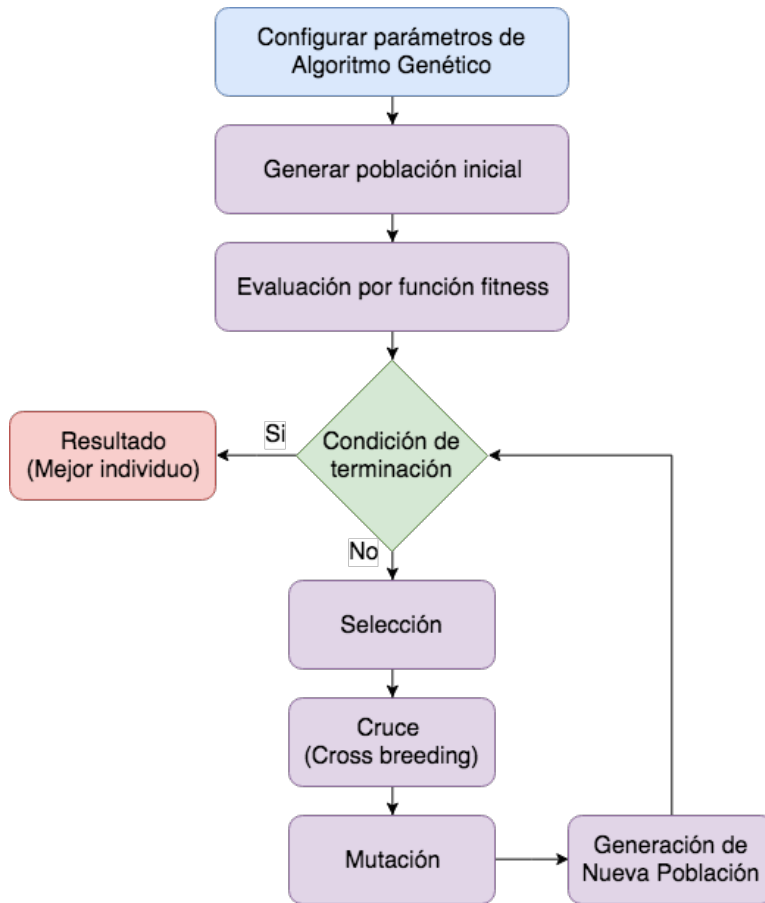 Configurar parámetros de
Algoritmo Genético
Generar población inicial
Evaluación por función fitness
Condición de
terminación
Si
Resultado
(Mejor individuo)
No
Selección
Cruce
(Cross breeding)
Mutación
Generación de
Nueva Población